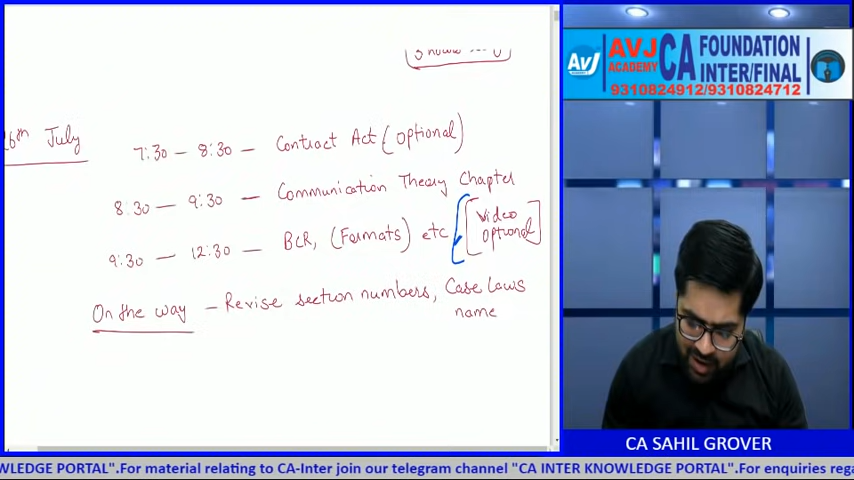 26th July
7:30 - 8:30 - Contract Act (Optional)
8:30 - 9:30 - Communication Theory Chapter
9:30 - 12:30 - BCR, (Formats) etc [Video Optional]
On the way - Revise section numbers, Case Laws
name
AVJ
AVJ
ACADEMY
CA
FOUNDATION
INTER/FINAL
9310824912/9310824712
CA SAHIL GROVER
WLEDGE PORTAL".For material relating to CA-Inter join our telegram channel "CA INTER KNOWLEDGE PORTAL".For enquiries rega